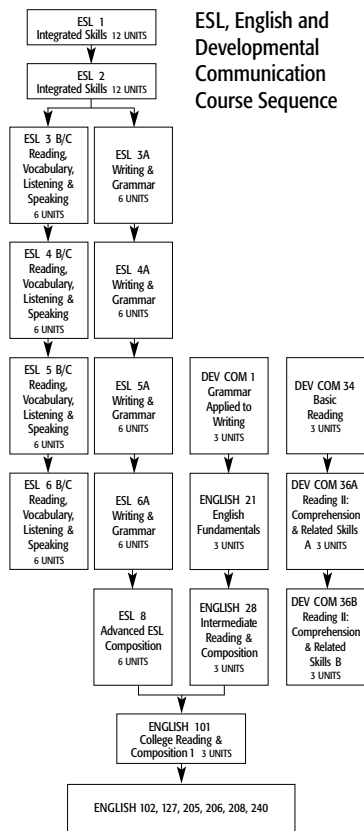 ESL, English and
Developmental
Communication
Course Sequence
ESL 1
Integrated Skills 12 UNITS
ESL 2
Integrated Skills 12 UNITS
ESL 3 B/C
Reading,
Vocabulary,
Listening &
Speaking
6 UNITS
ESL 3A
Writing &
Grammar
6 UNITS
ESL 4 B/C
Reading,
Vocabulary,
Listening &
Speaking
6 UNITS
ESL 4A
Writing &
Grammar
6 UNITS
ESL 5 B/C
Reading,
Vocabulary,
Listening &
Speaking
6 UNITS
ESL 5A
Writing &
Grammar
6 UNITS
DEV COM 1
Grammar
Applied to
Writing
3 UNITS
DEV COM 34
Basic
Reading
3 UNITS
ESL 6 B/C
Reading,
Vocabulary,
Listening &
Speaking
6 UNITS
ESL 6A
Writing &
Grammar
6 UNITS
ENGLISH 21
English
Fundamentals
3 UNITS
DEV COM 36A
Reading II:
Comprehension
& Related Skills
A 3 UNITS
ESL 8
Advanced ESL
Composition
6 UNITS
ENGLISH 28
Intermediate
Reading &
Composition
3 UNITS
DEV COM 36B
Reading II:
Comprehension
& Related
Skills B
3 UNITS
ENGLISH 101
College Reading &
Composition 1 3 UNITS
ENGLISH 102, 127, 205, 206, 208, 240